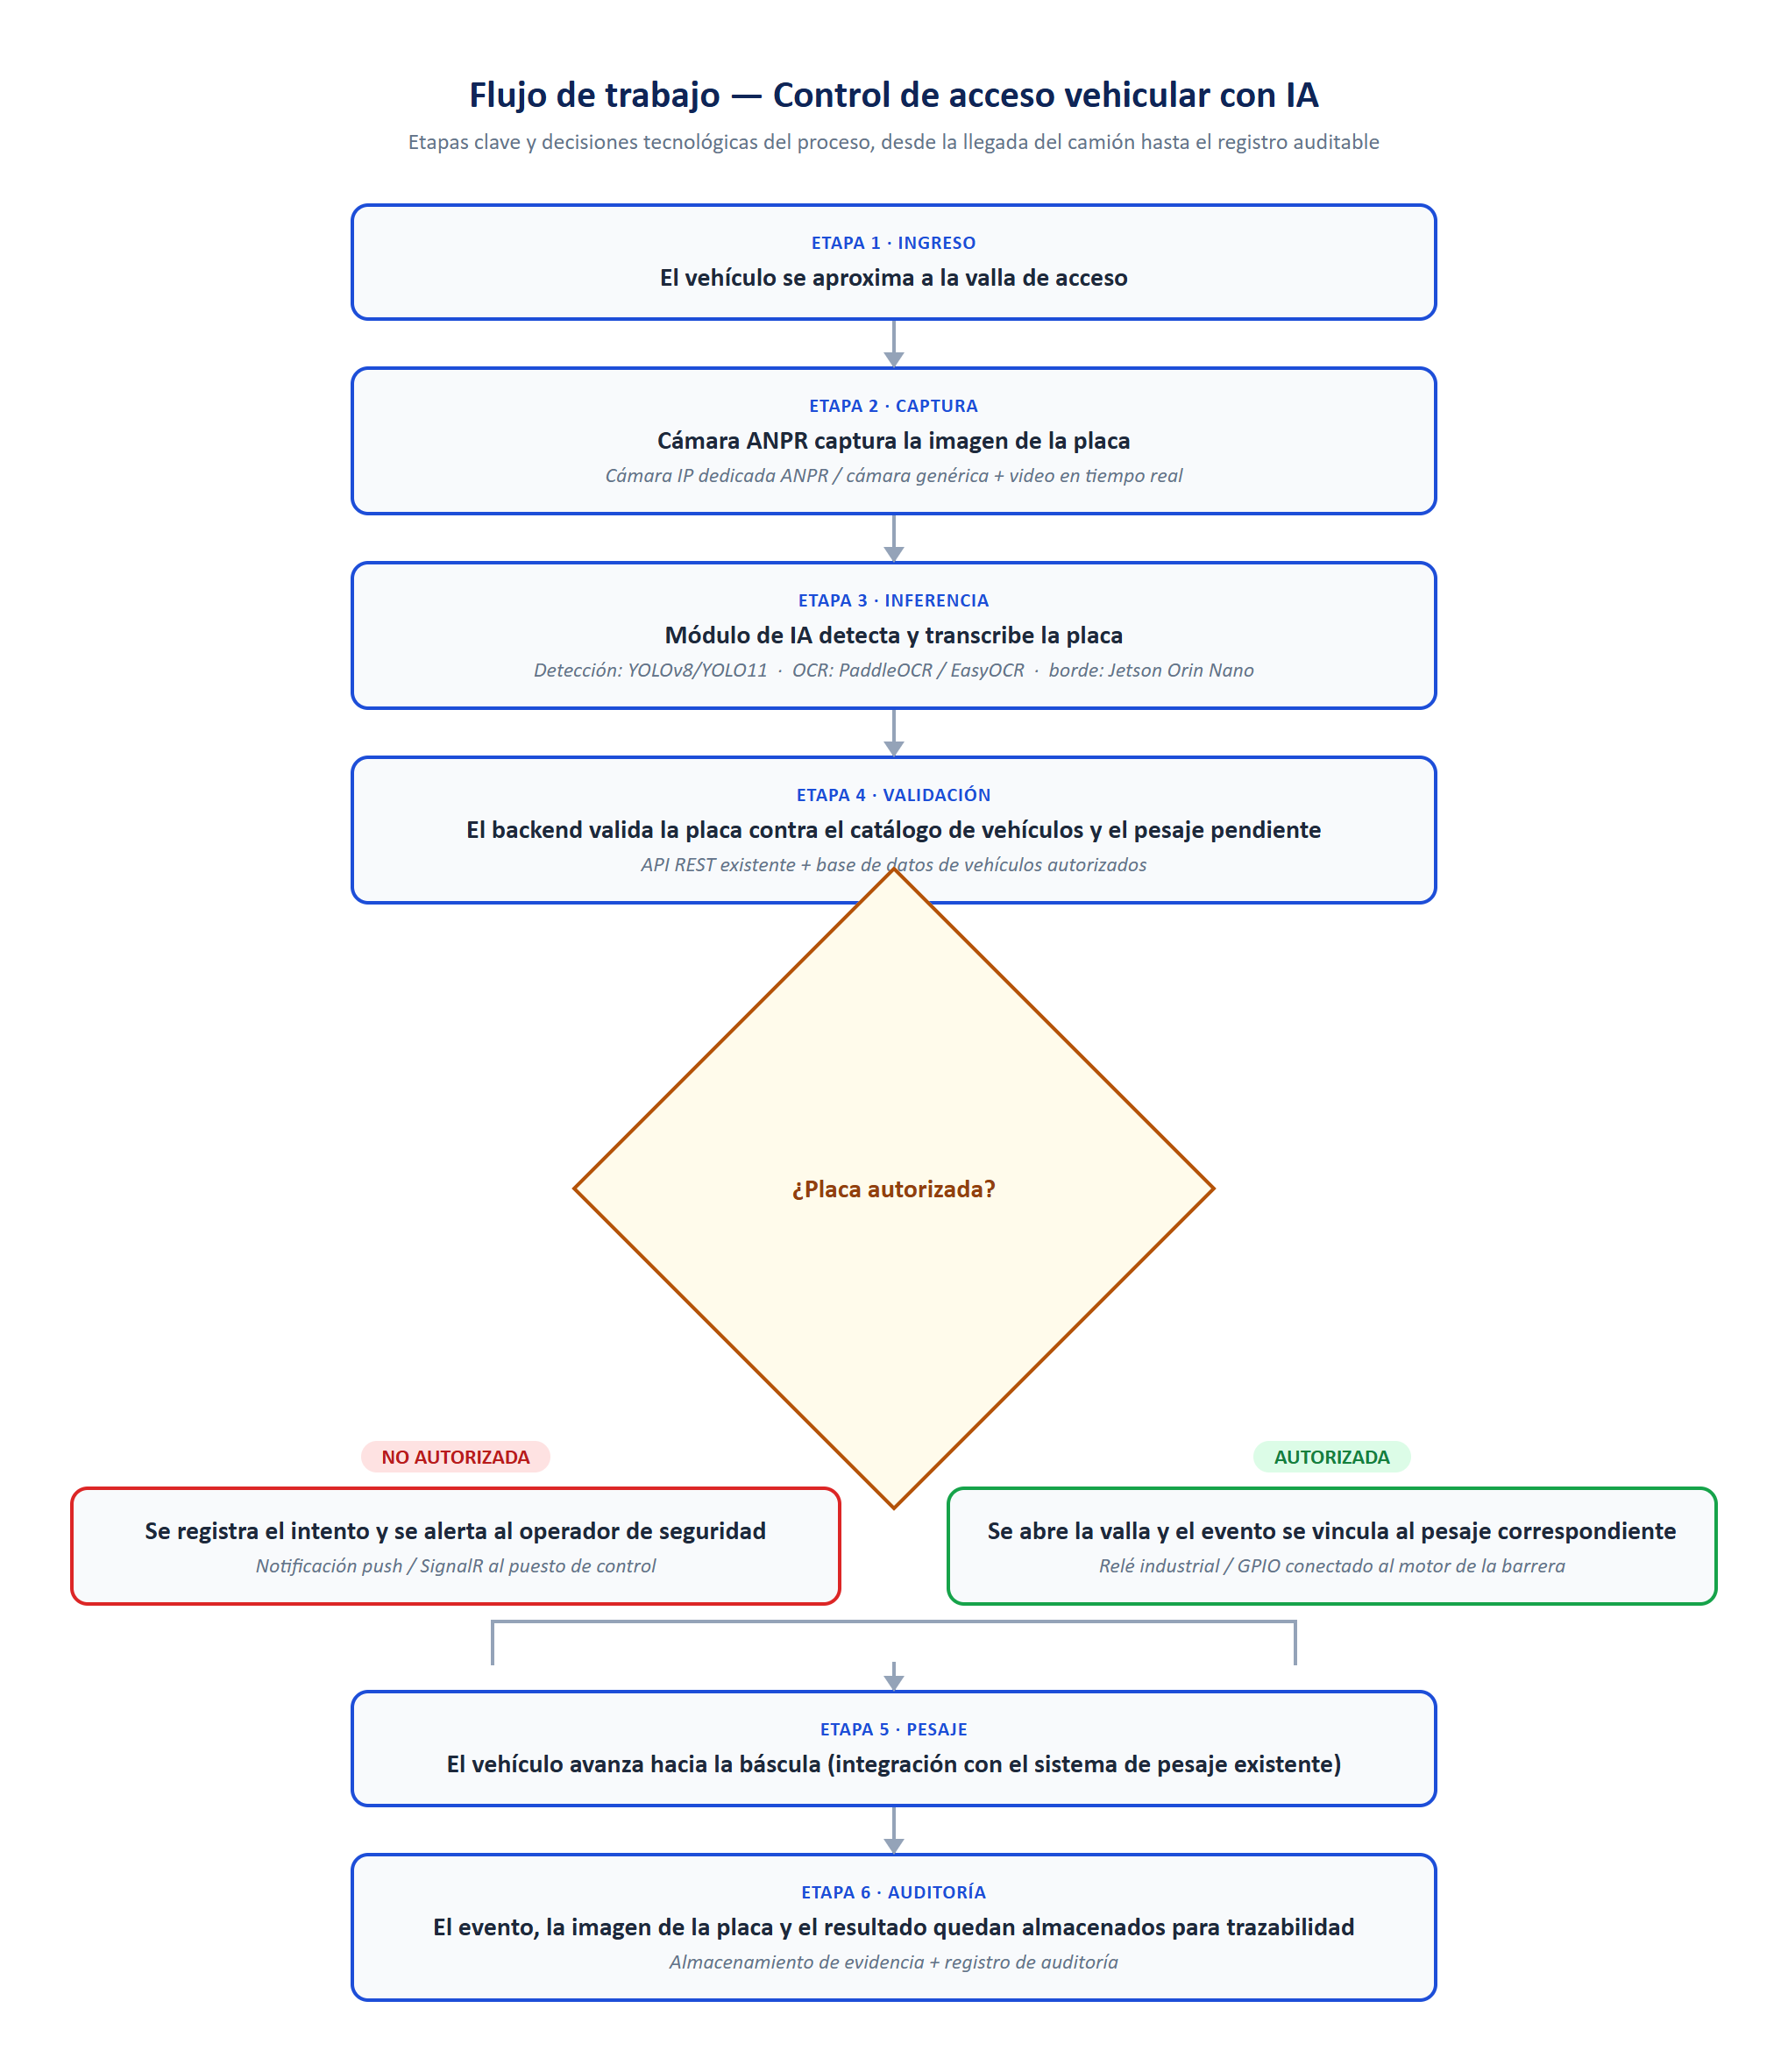 Flujo de trabajo — Control de acceso vehicular con IA
Etapas clave y decisiones tecnológicas del proceso, desde la llegada del camión hasta el registro auditable
ETAPA 1 · INGRESO
El vehículo se aproxima a la valla de acceso
ETAPA 2 · CAPTURA
Cámara ANPR captura la imagen de la placa
Cámara IP dedicada ANPR / cámara genérica + video en tiempo real
ETAPA 3 · INFERENCIA
Módulo de IA detecta y transcribe la placa
Detección: YOLOv8/YOLO11 · OCR: PaddleOCR / EasyOCR · borde: Jetson Orin Nano
ETAPA 4 · VALIDACIÓN
El backend valida la placa contra el catálogo de vehículos y el pesaje pendiente
API REST existente + base de datos de vehículos autorizados
¿Placa autorizada?
NO AUTORIZADA
Se registra el intento y se alerta al operador de seguridad
Notificación push / SignalR al puesto de control
AUTORIZADA
Se abre la valla y el evento se vincula al pesaje correspondiente
Relé industrial / GPIO conectado al motor de la barrera
ETAPA 5 · PESAJE
El vehículo avanza hacia la báscula (integración con el sistema de pesaje existente)
ETAPA 6 · AUDITORÍA
El evento, la imagen de la placa y el resultado quedan almacenados para trazabilidad
Almacenamiento de evidencia + registro de auditoría